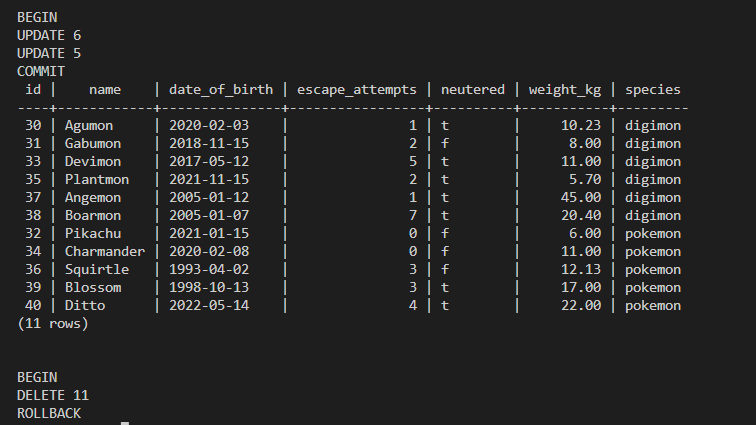 BEGIN
UPDATE 6
UPDATE 5
COMMIT
 id |    name    | date_of_birth | escape_attempts | neutered | weight_kg | species
----+------------+---------------+-----------------+----------+-----------+---------
 30 | Agumon     | 2020-02-03    |               1 | t        |     10.23 | digimon
 31 | Gabumon    | 2018-11-15    |               2 | f        |      8.00 | digimon
 33 | Devimon    | 2017-05-12    |               5 | t        |     11.00 | digimon
 35 | Plantmon   | 2021-11-15    |               2 | t        |      5.70 | digimon
 37 | Angemon    | 2005-01-12    |               1 | t        |     45.00 | digimon
 38 | Boarmon    | 2005-01-07    |               7 | t        |     20.40 | digimon
 32 | Pikachu    | 2021-01-15    |               0 | f        |      6.00 | pokemon
 34 | Charmander | 2020-02-08    |               0 | f        |     11.00 | pokemon
 36 | Squirtle   | 1993-04-02    |               3 | f        |     12.13 | pokemon
 39 | Blossom    | 1998-10-13    |               3 | t        |     17.00 | pokemon
 40 | Ditto      | 2022-05-14    |               4 | t        |     22.00 | pokemon
(11 rows)
BEGIN
DELETE 11
ROLLBACK